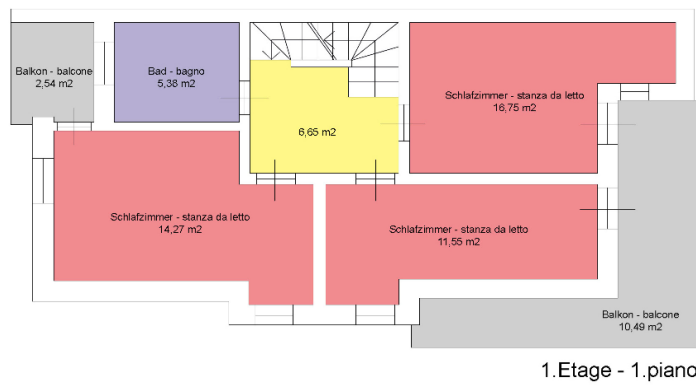 Balkon - balcone
2,54 m2
Bad - bagno
5,38 m2
6,65 m2
Schlafzimmer - stanza da letto
16,75 m2
Schlafzimmer - stanza da letto
14,27 m2
Schlafzimmer - stanza da letto
11,55 m2
Balkon - balcone
10,49 m2
1.Etage - 1.piano